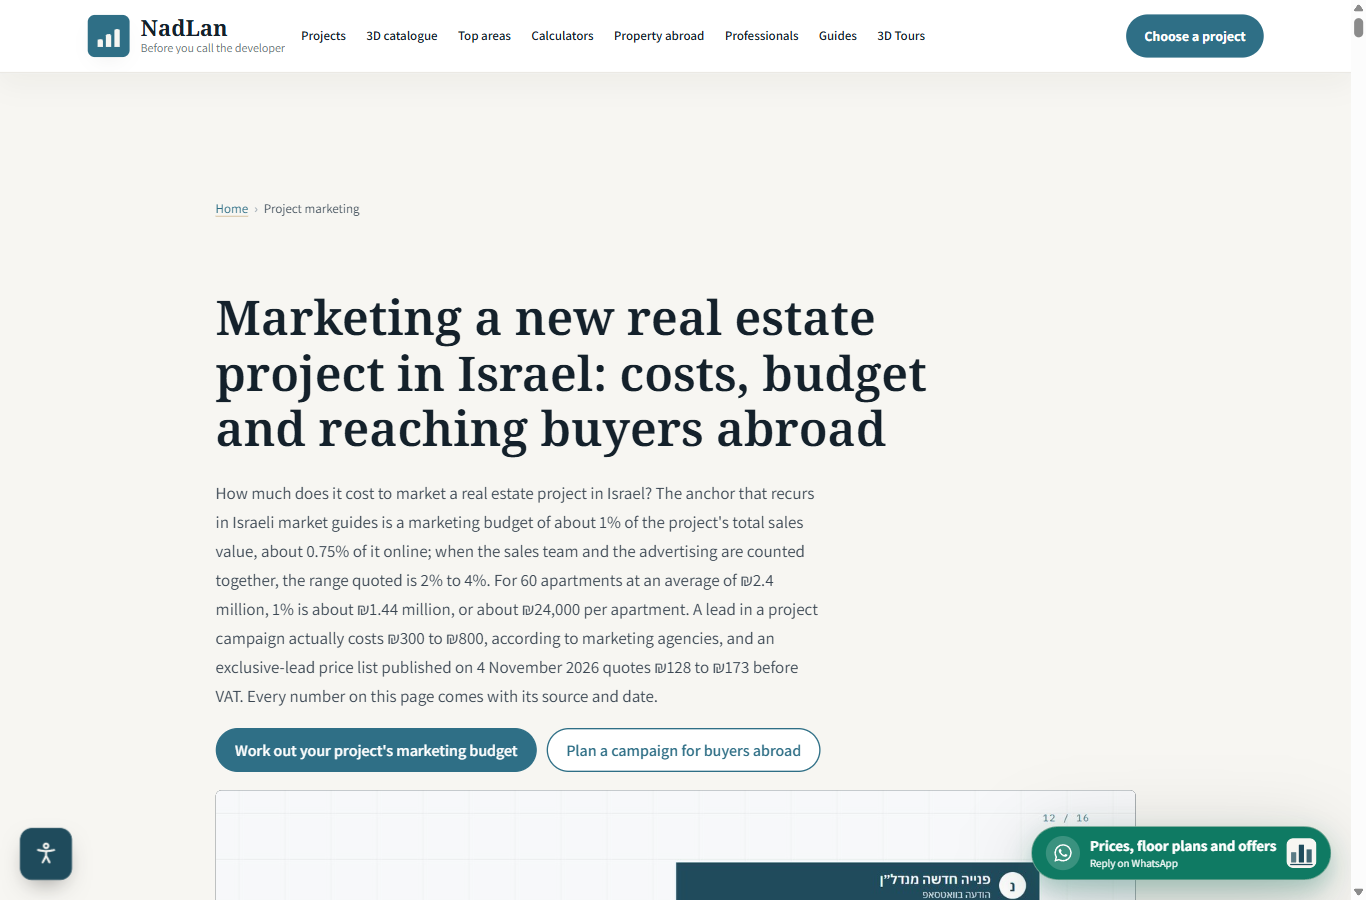 NadLan
Before you call the developer
Projects
3D catalogue
Top areas
Calculators
Property abroad
Professionals
Guides
3D Tours
Choose a project
Home › Project marketing
Marketing a new real estate
project in Israel: costs, budget
and reaching buyers abroad
How much does it cost to market a real estate project in Israel? The anchor that recurs
in Israeli market guides is a marketing budget of about 1% of the project's total sales
value, about 0.75% of it online; when the sales team and the advertising are counted
together, the range quoted is 2% to 4%. For 60 apartments at an average of ₪2.4
million, 1% is about ₪1.44 million, or about ₪24,000 per apartment. A lead in a project
campaign actually costs ₪300 to ₪800, according to marketing agencies, and an
exclusive-lead price list published on 4 November 2026 quotes ₪128 to ₪173 before
VAT. Every number on this page comes with its source and date.
Work out your project's marketing budget
Plan a campaign for buyers abroad
12 / 16
פנייה חדשה מנדל״ן
הודעה בוואטסאפ
נ
Prices, floor plans and offers
Reply on WhatsApp